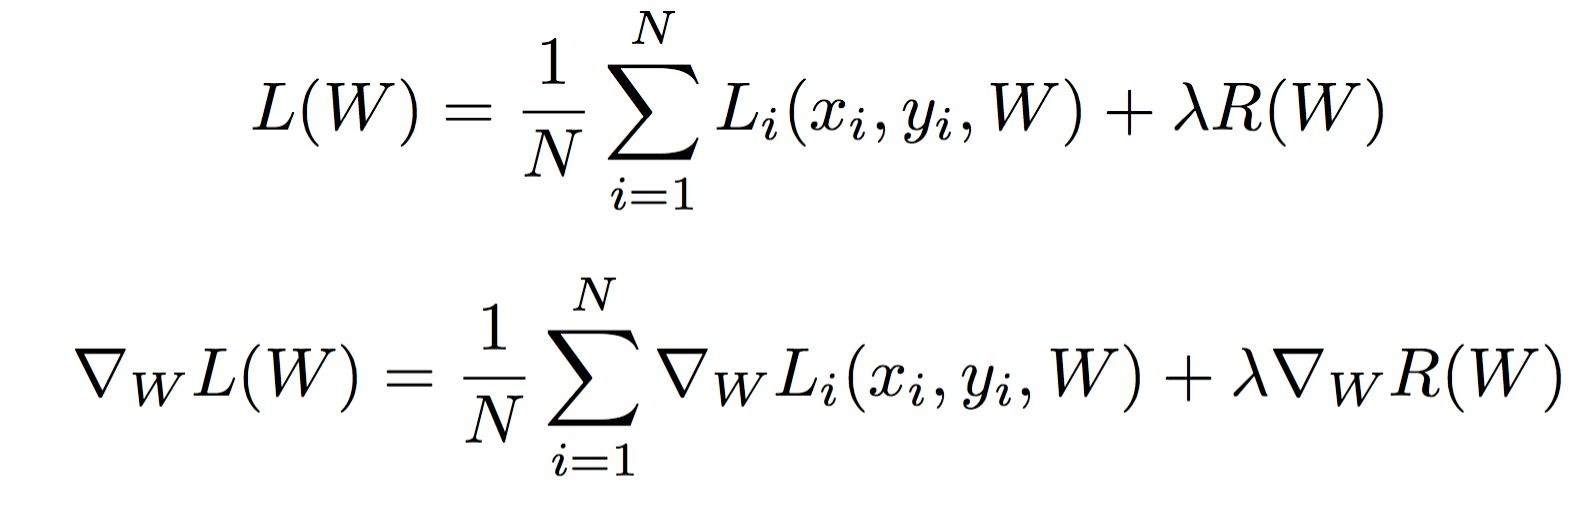 L(W) = \frac{1}{N} \sum_{i=1}^{N} L_i(x_i, y_i, W) + \lambda R(W)
\nabla_W L(W) = \frac{1}{N} \sum_{i=1}^{N} \nabla_W L_i(x_i, y_i, W) + \lambda \nabla_W R(W)